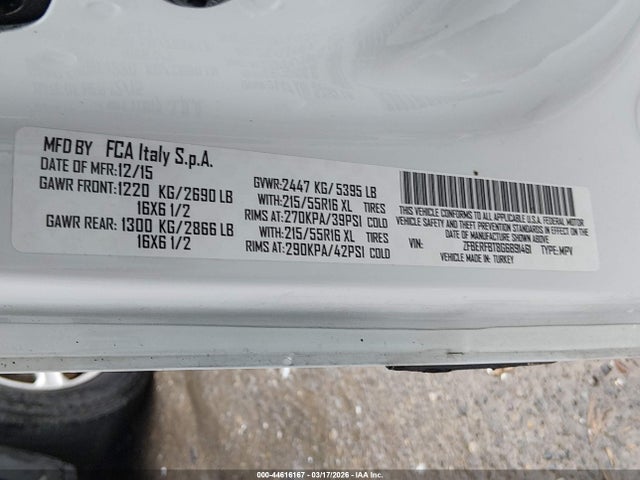 MFD BY FCA Italy S.p.A.
DATE OF MFR:12/15
GAWR FRONT:1220 KG/2690 LB
16X6 1/2
GAWR REAR: 1300 KG/2866 LB
16X6 1/2
GVWR:2447 KG/ 5395 LB
WITH:215/55R16 XL TIRES
RIMS AT:270KPA/39PSI COLD
WITH:215/55R16 XL TIRES
RIMS AT:290KPA/42PSI COLD
THIS VEHICLE CONFORMS TO ALL APPLICABLE U.S.A. FEDERAL MOTOR
VEHICLE SAFETY AND THEFT PREVENTION STANDARDS IN EFFECT ON THE
DATE OF MANUFACTURE SHOWN ABOVE.
VIN: TYPE: MPV
VEHICLE MADE IN: TURKEY
000-44616167 - 03/17/2026 - IAA Inc.